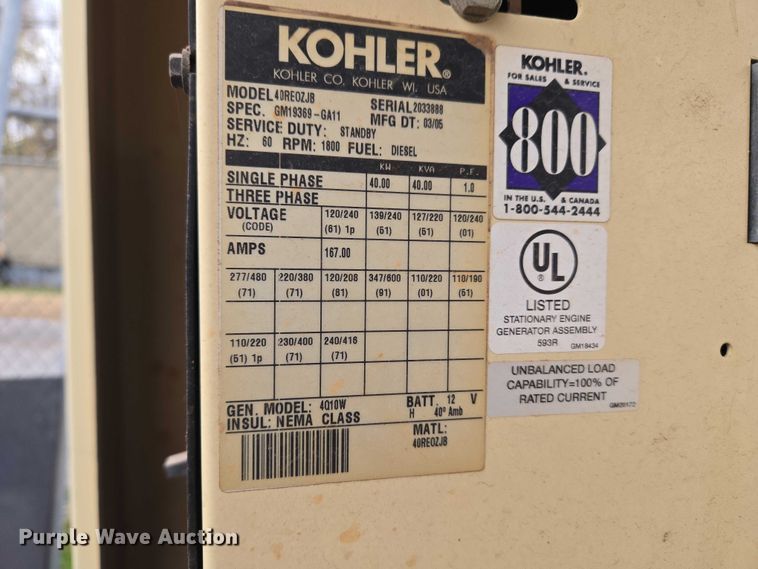 KOHLER®
KOHLER CO. KOHLER WI. USA
MODEL 40REOZJB
SERIAL 2033888
SPEC. GM19369-GA11
MFG DT: 03/05
SERVICE DUTY: STANDBY
HZ: 60 RPM: 1800 FUEL: DIESEL
KW KVA P.F.
SINGLE PHASE 40.00 40.00 1.0
THREE PHASE
VOLTAGE 120/240 139/240 127/220 120/240
(CODE) (61) 1p (51) (51) (01)
AMPS 167.00
277/480 220/380 120/208 347/600 110/220 110/190
(71) (71) (81) (91) (01) (61)
110/220 230/400 240/416
(51) 1p (71) (71)
GEN. MODEL: 4Q10W BATT. 12 V
INSUL: NEMA CLASS H 40° Amb
MATL:
40REOZJB
KOHLER®
FOR SALES & SERVICE
800
IN THE U.S. & CANADA
1-800-544-2444
UL
®
LISTED
STATIONARY ENGINE
GENERATOR ASSEMBLY
593R GM18434
UNBALANCED LOAD
CAPABILITY=100% OF
RATED CURRENT
Purple Wave Auction